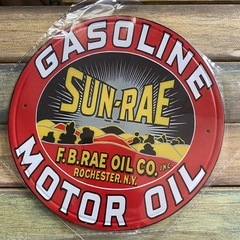 GASOLINE
SUN-RAE
F.B. RAE OIL CO. INC.
ROCHESTER. N.Y.
MOTOR OIL